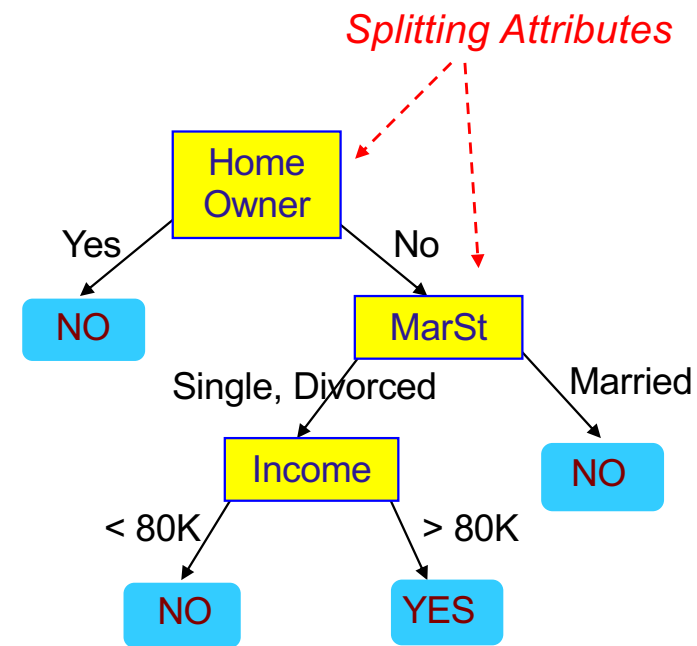 Splitting Attributes
Home
Owner
Yes
No
NO
MarSt
Single, Divorced
Married
Income
NO
< 80K
> 80K
NO
YES